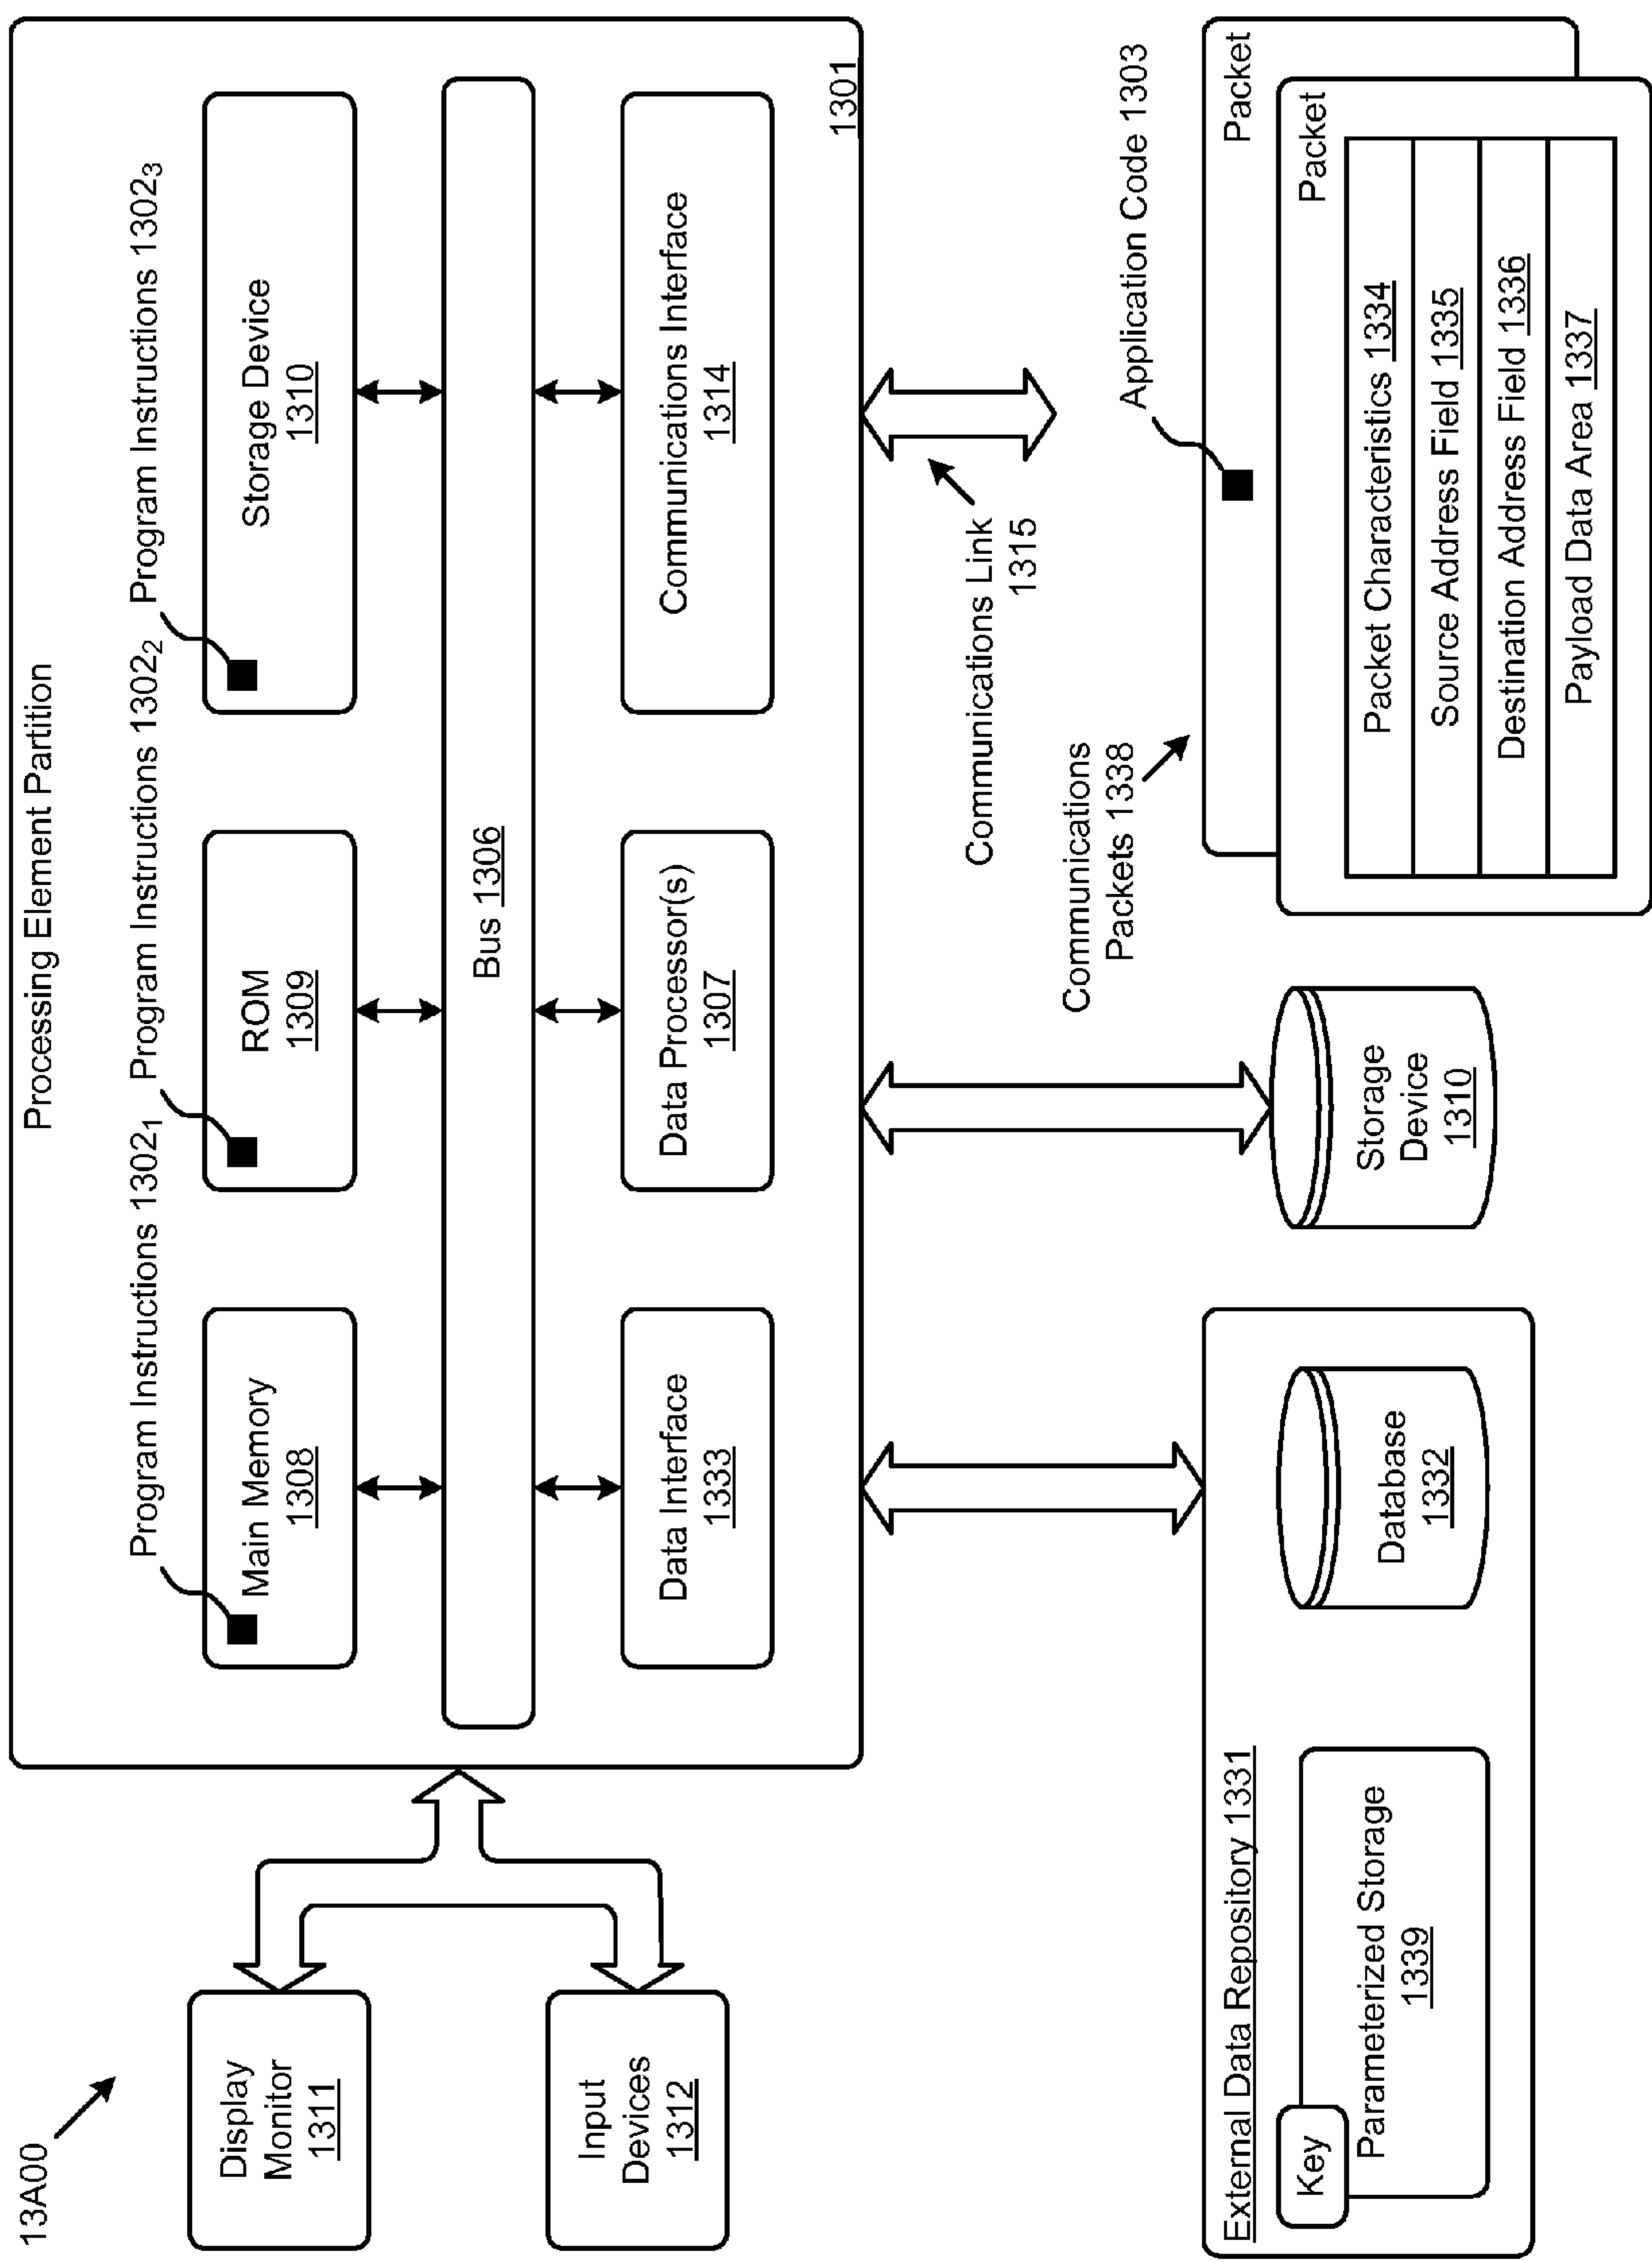 13A00
Processing Element Partition
Program Instructions 1302₁
Program Instructions 1302₂
Program Instructions 1302₃
Main Memory
1308
ROM
1309
Storage Device
1310
Display
Monitor
1311
Bus 1306
Input
Devices
1312
Data Interface
1333
Data Processor(s)
1307
Communications Interface
1314
1301
Communications Link
1315
Communications
Packets 1338
Application Code 1303
External Data Repository 1331
Key
Parameterized Storage
1339
Database
1332
Storage
Device
1310
Packet
Packet
Packet Characteristics 1334
Source Address Field 1335
Destination Address Field 1336
Payload Data Area 1337